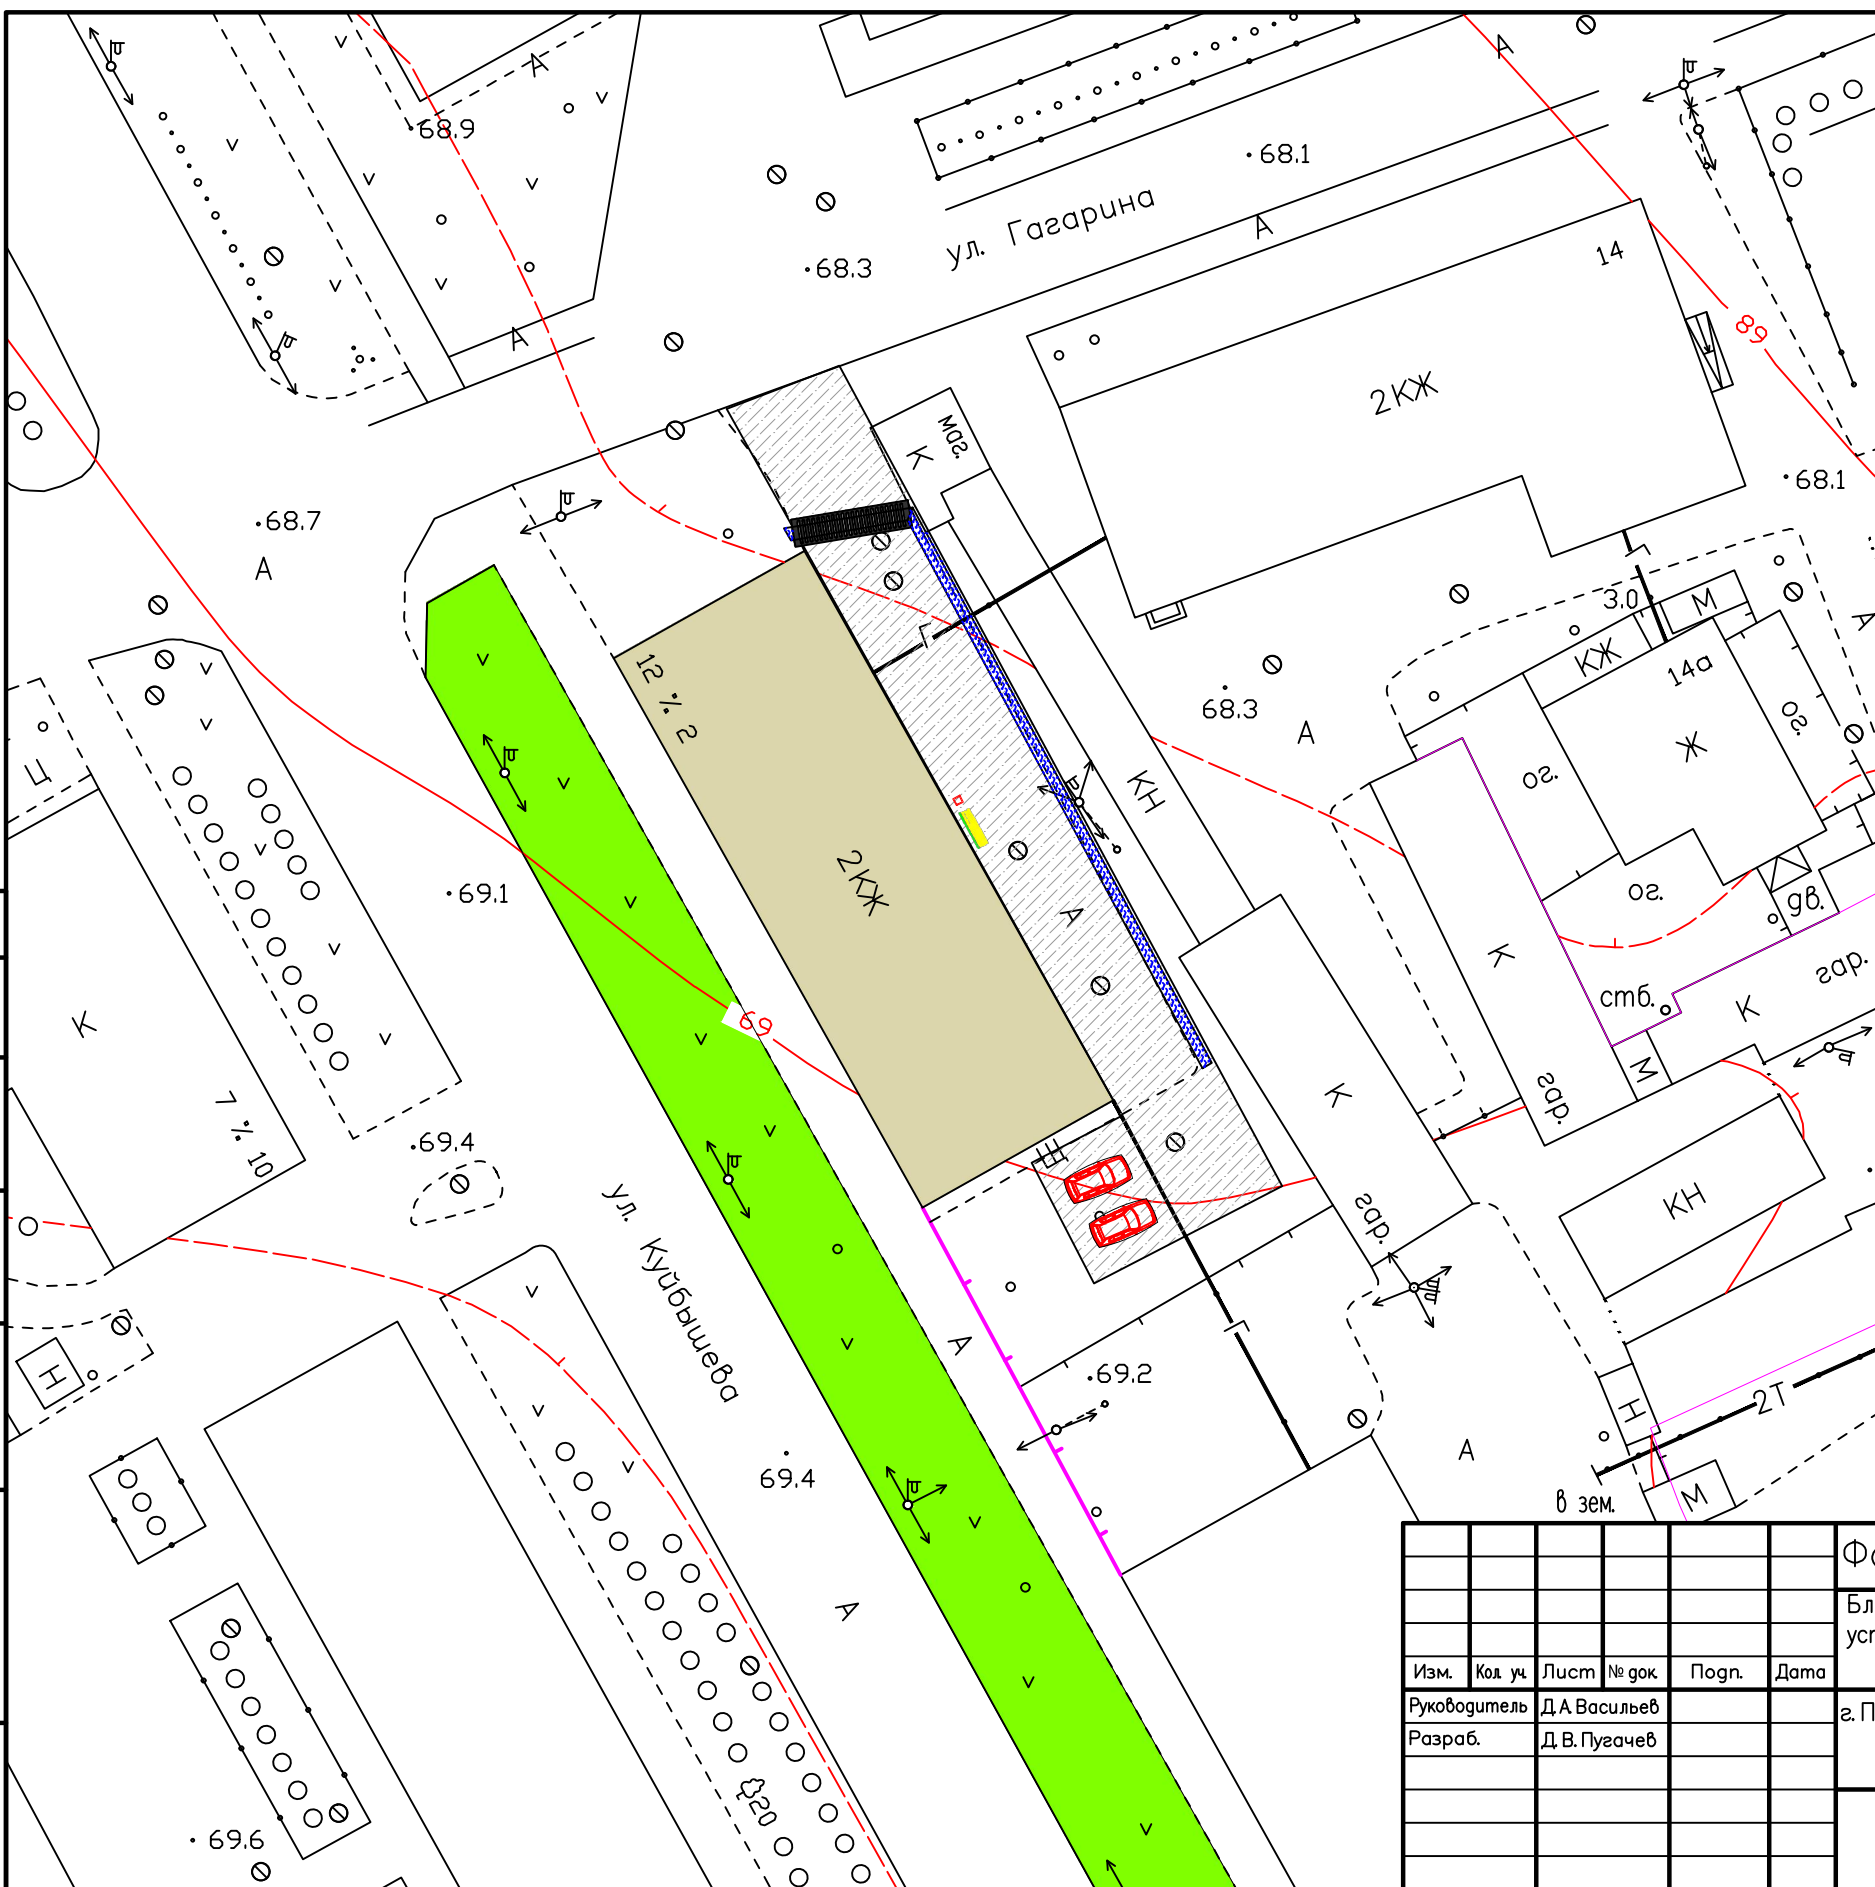 А
А
68.9
68.1
ул. Гагарина
А
68.3
14
А
68
2КЖ
маг.
К
68.1
68.7
А
3.0
М
А
КЖ
14а
12 ⁒ 2
68.3
А
ог.
Ж
ог.
КН
2КЖ
69.1
ог.
дв.
А
К
гар.
стб.
К
69
К
М
гар.
К
7 ⁒ 10
69.4
ул. Куйбышева
гар.
КН
А
69.2
Н
2Т
Н
А
69.4
в зем.
М
А
Изм.
Кол. уч.
Лист
№ док.
Подп.
Дата
Руководитель
Д.А.Васильев
Разраб.
Д.В.Пугачев
Бл
г. П
20
69.6